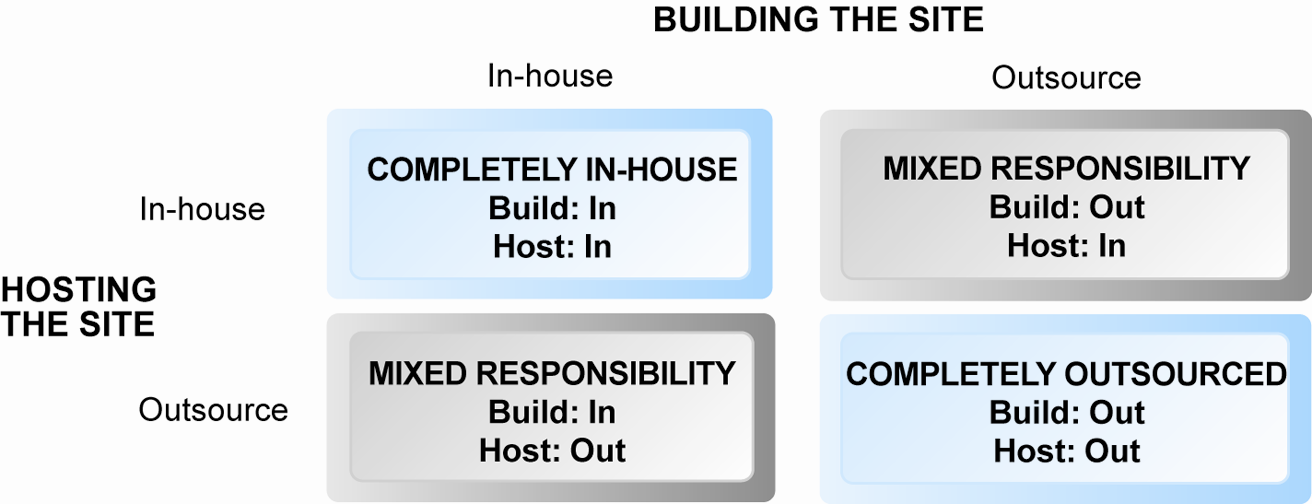 BUILDING THE SITE
In-house
Outsource
In-house
COMPLETELY IN-HOUSE
Build: In
Host: In
MIXED RESPONSIBILITY
Build: Out
Host: In
HOSTING
THE SITE
Outsource
MIXED RESPONSIBILITY
Build: In
Host: Out
COMPLETELY OUTSOURCED
Build: Out
Host: Out